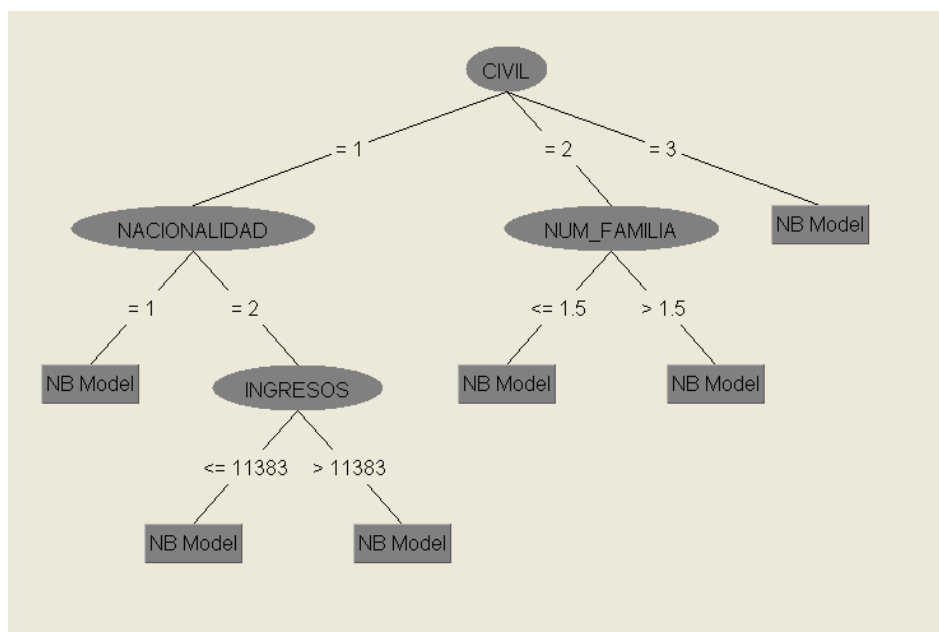 CIVIL
= 1
= 2
= 3
NACIONALIDAD
NUM_FAMILIA
NB Model
= 1
= 2
<= 1.5
> 1.5
NB Model
INGRESOS
NB Model
NB Model
<= 11383
> 11383
NB Model
NB Model